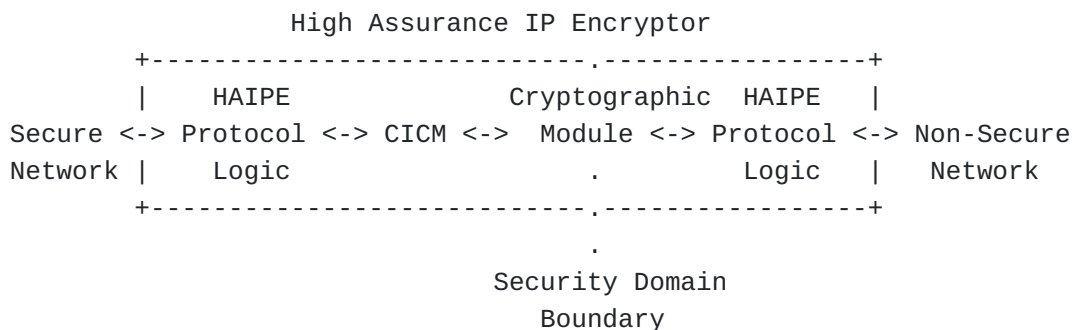 High Assurance IP Encryptor
+----------------------------.-----------------+
| HAIPE Cryptographic HAIPE |
Secure <-> Protocol <-> CICM <-> Module <-> Protocol <-> Non-Secure
Network | Logic . Logic | Network
+----------------------------.-----------------+
.
Security Domain
Boundary